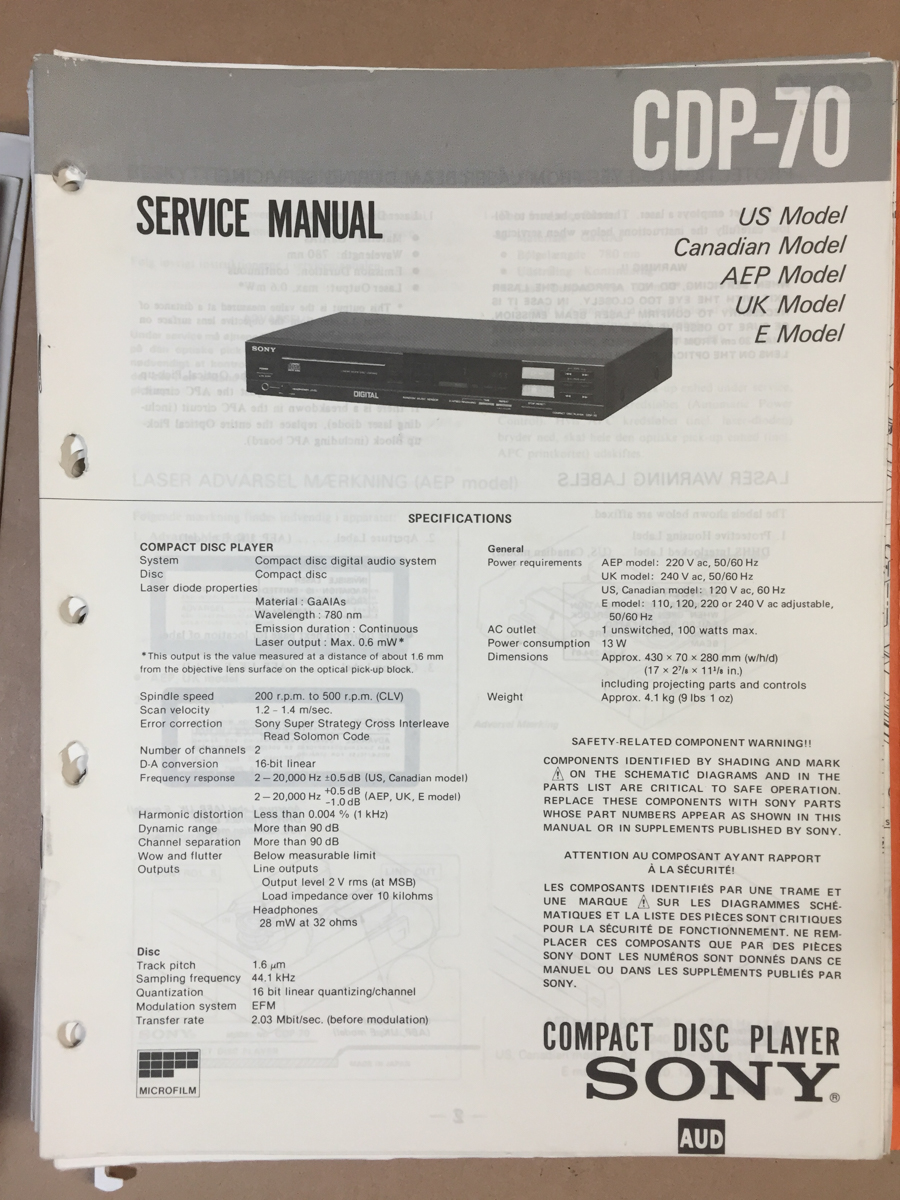 CDP-70
SERVICE MANUAL
US Model
Canadian Model
AEP Model
UK Model
E Model
SONY
DIGITAL
SPECIFICATIONS
COMPACT DISC PLAYER
System Compact disc digital audio system
Disc Compact disc
Laser diode properties
Material : GaAlAs
Wavelength : 780 nm
Emission duration : Continuous
Laser output : Max. 0.6 mW*
*This output is the value measured at a distance of about 1.6 mm
from the objective lens surface on the optical pick-up block.
Spindle speed 200 r.p.m. to 500 r.p.m. (CLV)
Scan velocity 1.2 - 1.4 m/sec.
Error correction Sony Super Strategy Cross Interleave
Read Solomon Code
Number of channels 2
D-A conversion 16-bit linear
Frequency response 2 – 20,000 Hz ±0.5 dB (US, Canadian model)
2 – 20,000 Hz +0.5 dB -1.0 dB (AEP, UK, E model)
Harmonic distortion Less than 0.004 % (1 kHz)
Dynamic range More than 90 dB
Channel separation More than 90 dB
Wow and flutter Below measurable limit
Outputs Line outputs
Output level 2 V rms (at MSB)
Load impedance over 10 kilohms
Headphones
28 mW at 32 ohms
Disc
Track pitch 1.6 μm
Sampling frequency 44.1 kHz
Quantization 16 bit linear quantizing/channel
Modulation system EFM
Transfer rate 2.03 Mbit/sec. (before modulation)
MICROFILM
General
Power requirements AEP model: 220 V ac, 50/60 Hz
UK model: 240 V ac, 50/60 Hz
US, Canadian model: 120 V ac, 60 Hz
E model: 110, 120, 220 or 240 V ac adjustable,
50/60 Hz
AC outlet 1 unswitched, 100 watts max.
Power consumption 13 W
Dimensions Approx. 430 × 70 × 280 mm (w/h/d)
(17 × 2 7/8 × 11 1/8 in.)
including projecting parts and controls
Weight Approx. 4.1 kg (9 lbs 1 oz)
SAFETY-RELATED COMPONENT WARNING!!
COMPONENTS IDENTIFIED BY SHADING AND MARK
⚠ ON THE SCHEMATIC DIAGRAMS AND IN THE
PARTS LIST ARE CRITICAL TO SAFE OPERATION.
REPLACE THESE COMPONENTS WITH SONY PARTS
WHOSE PART NUMBERS APPEAR AS SHOWN IN THIS
MANUAL OR IN SUPPLEMENTS PUBLISHED BY SONY.
ATTENTION AU COMPOSANT AYANT RAPPORT
À LA SÉCURITÉ!
LES COMPOSANTS IDENTIFIÉS PAR UNE TRAME ET
UNE MARQUE ⚠ SUR LES DIAGRAMMES SCHÉ-
MATIQUES ET LA LISTE DES PIÈCES SONT CRITIQUES
POUR LA SÉCURITÉ DE FONCTIONNEMENT. NE REM-
PLACER CES COMPOSANTS QUE PAR DES PIÈCES
SONY DONT LES NUMÉROS SONT DONNÉS DANS CE
MANUEL OU DANS LES SUPPLÉMENTS PUBLIÉS PAR
SONY.
COMPACT DISC PLAYER
SONY®
AUD